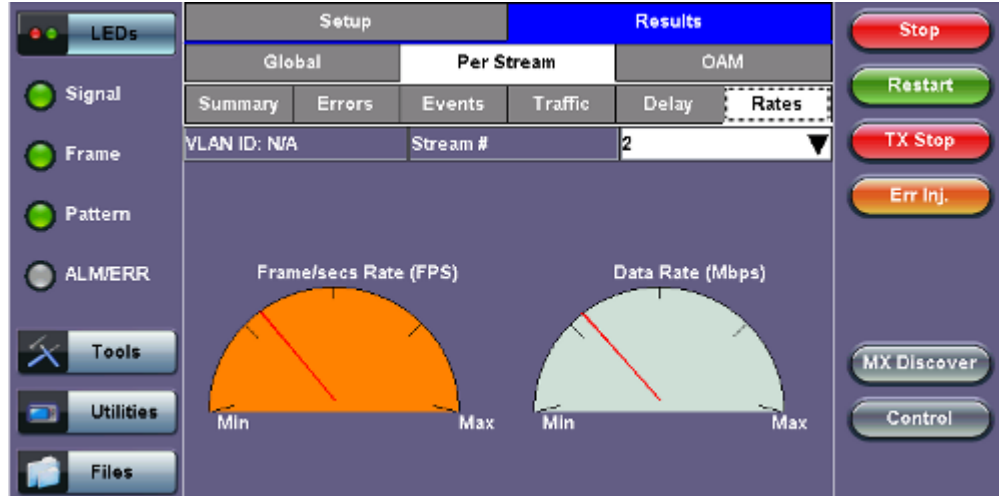 LEDs Setup Results Stop
Global Per Stream OAM
Signal Summary Errors Events Traffic Delay Rates Restart
VLAN ID: N/A Stream # 2 TX Stop
Frame
Err Inj.
Pattern
ALM/ERR Frame/secs Rate (FPS) Data Rate (Mbps)
Tools MX Discover
Utilities Min Max Min Max Control
Files